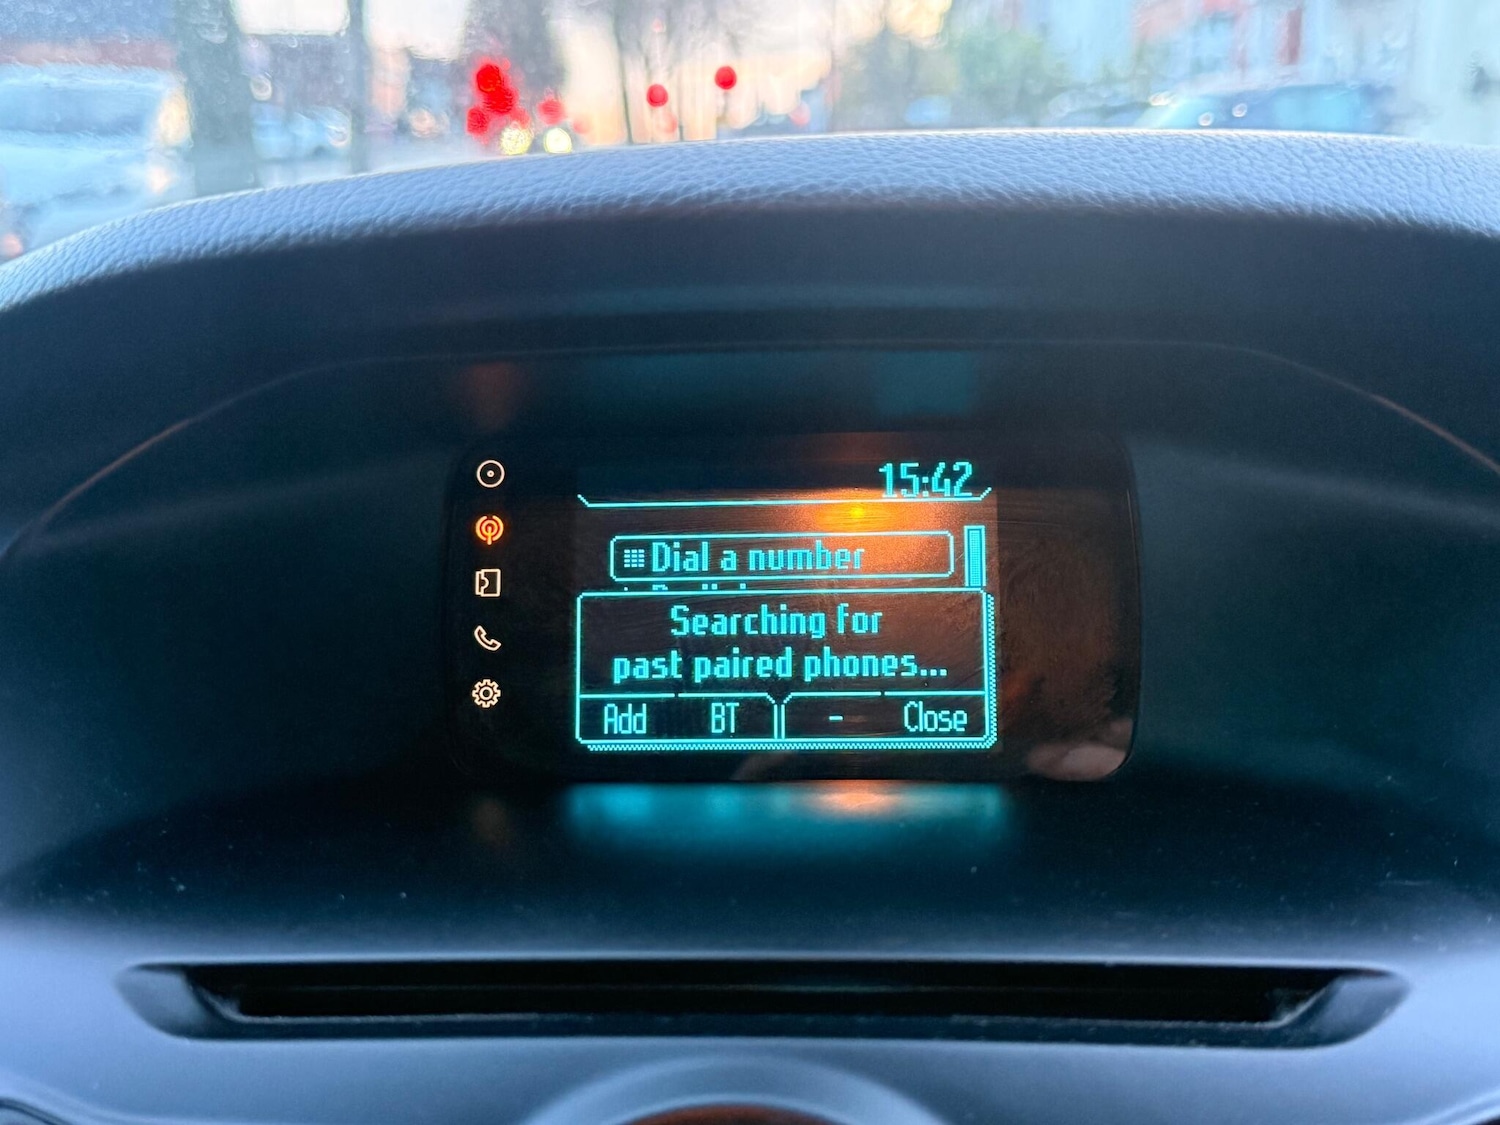 15:42
Dial a number
Searching for
past paired phones...
Add BT - Close